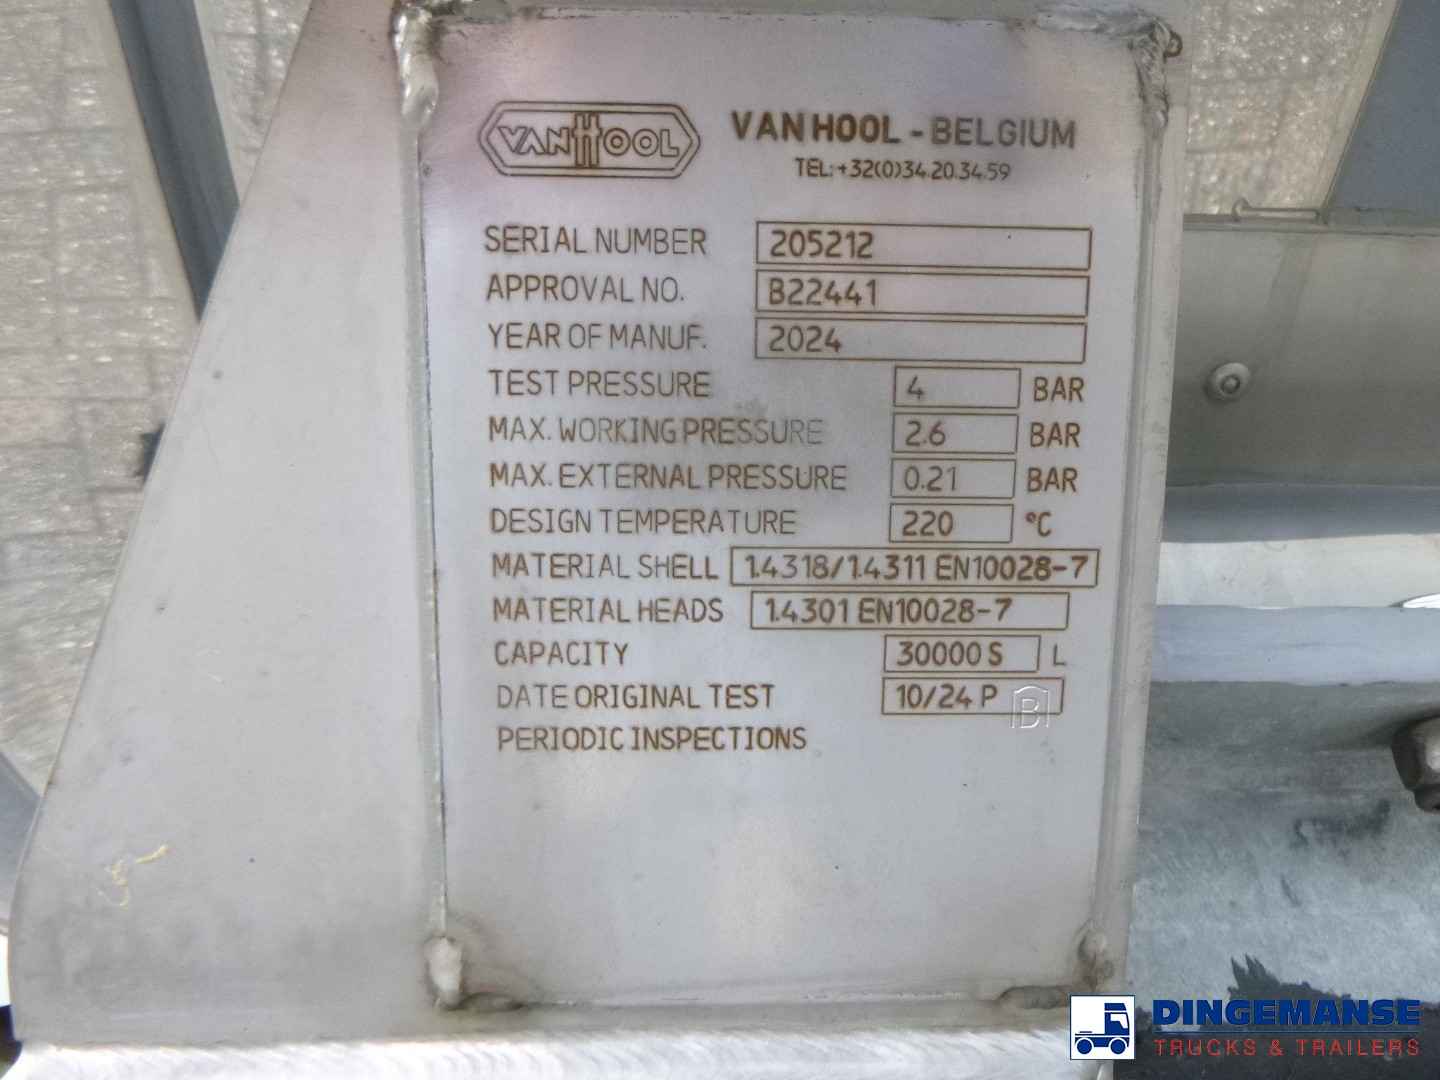 VANHOOL VAN HOOL - BELGIUM
TEL: +32(0)34.20.34.59
SERIAL NUMBER 205212
APPROVAL NO. B22441
YEAR OF MANUF. 2024
TEST PRESSURE 4 BAR
MAX. WORKING PRESSURE 2.6 BAR
MAX. EXTERNAL PRESSURE 0.21 BAR
DESIGN TEMPERATURE 220 °C
MATERIAL SHELL 1.4318/1.4311 EN10028-7
MATERIAL HEADS 1.4301 EN10028-7
CAPACITY 30000 S L
DATE ORIGINAL TEST 10/24 P B
PERIODIC INSPECTIONS
DINGEMANSE
TRUCKS & TRAILERS